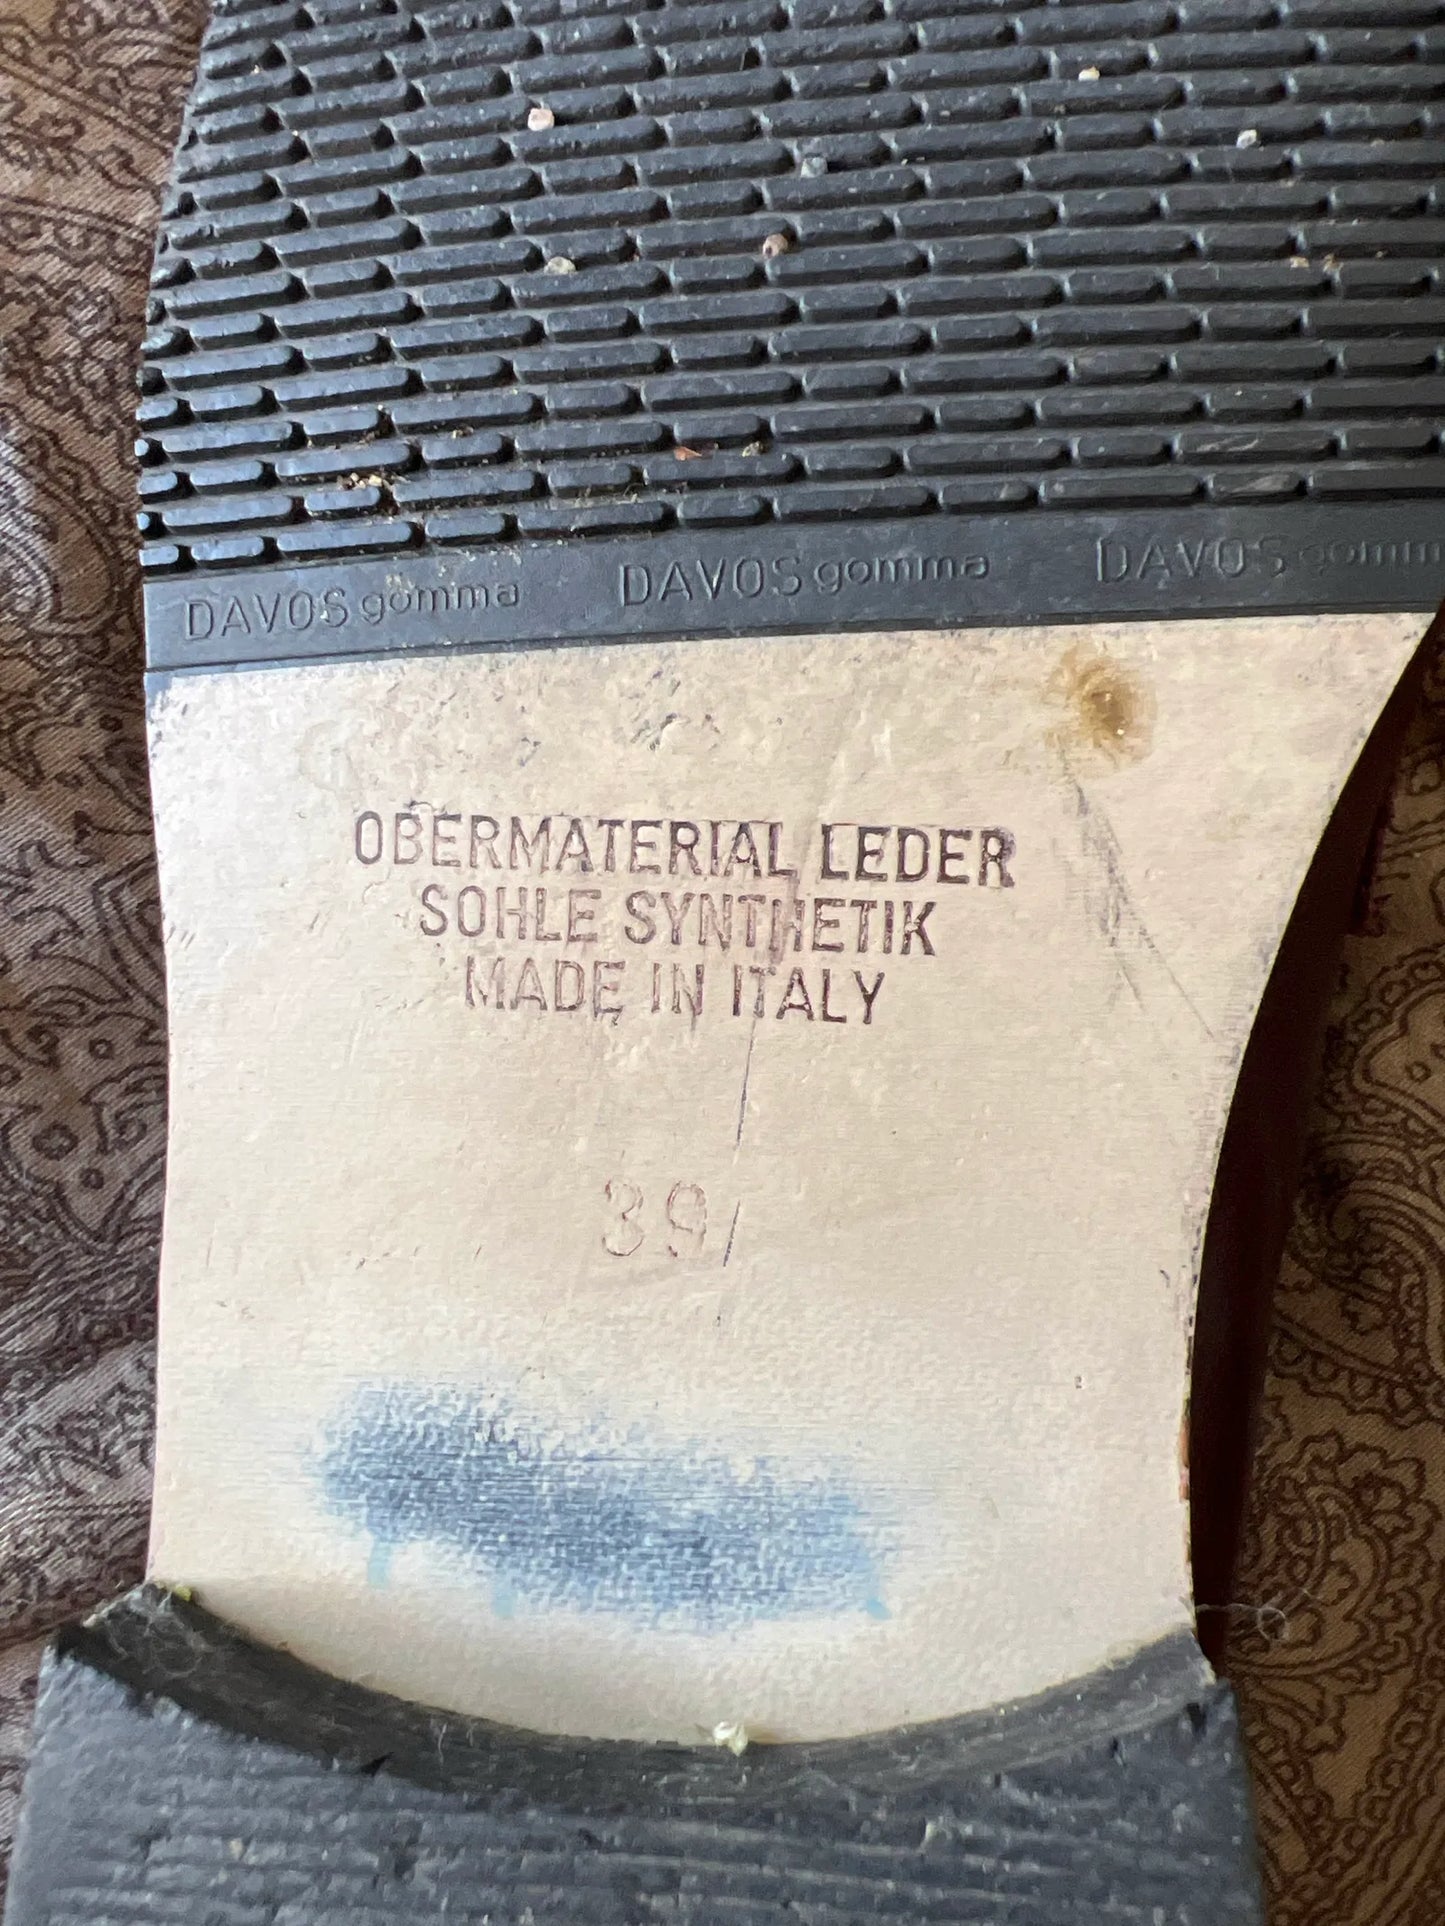 DAVOS gomma DAVOS gomma DAVOS gomm
OBERMATERIAL LEDER
SOHLE SYNTHETIK
MADE IN ITALY
39